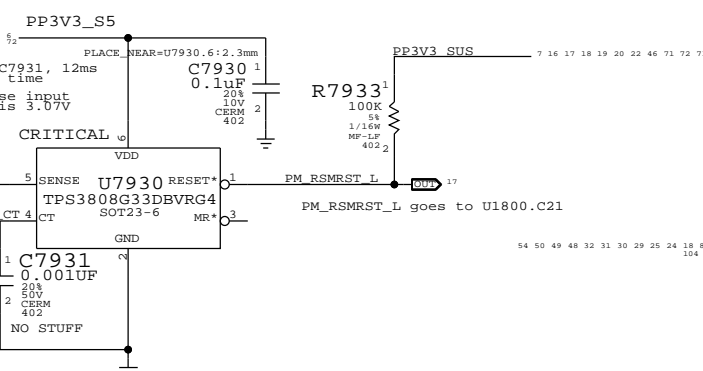 PP3V3_S5
6
72
PLACE_NEAR=U7930.6:2.3mm
C7931, 12ms
time
se input
is 3.07V
C7930 1
0.1uF
20%
10V
CERM
402
2
CRITICAL
6
VDD
5 SENSE
U7930
RESET* 1
TPS3808G33DBVRG4
SOT23-6
CT 4 CT
MR* 3
GND
2
1 C7931
0.001UF
20%
50V
2 CERM
402
NO STUFF
PP3V3_SUS
7 16 17 18 19 20 22 46 71 72
R7933 1
100K
5%
1/16W
MF-LF
402 2
PM_RSMRST_L
OUT 17
PM_RSMRST_L goes to U1800.C21
54 50 49 48 32 31 30 29 25 24 18 8
104